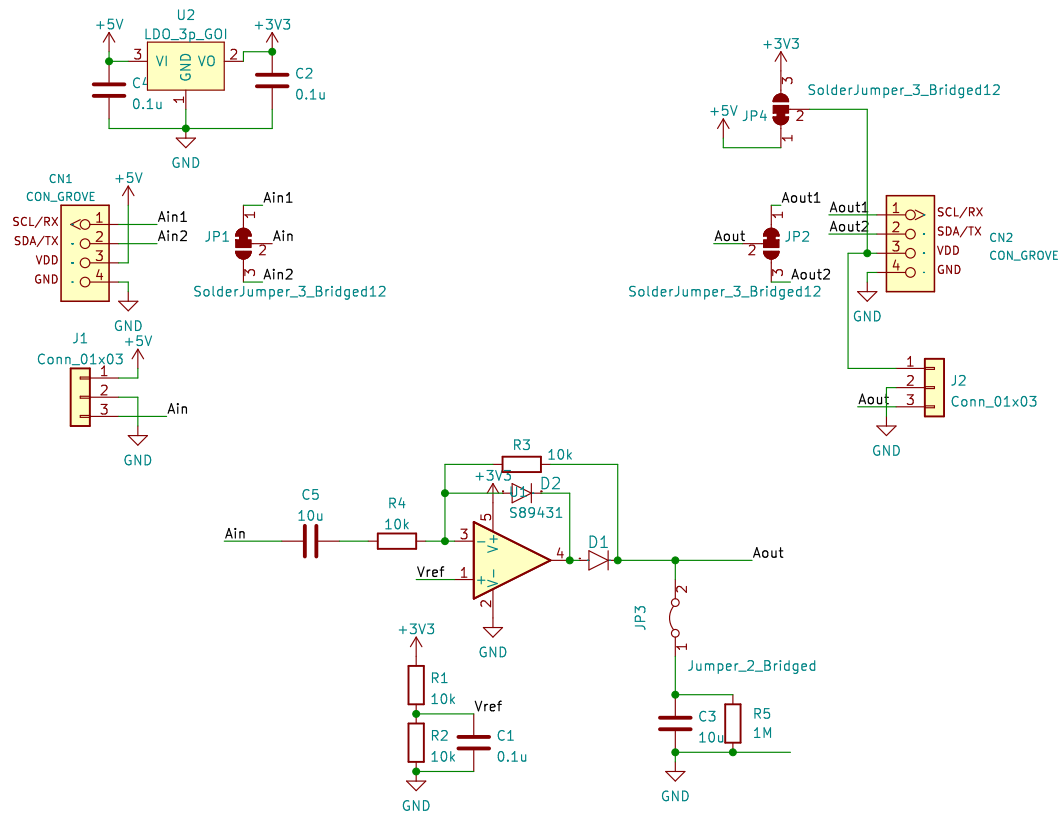 U2
LDO_3p_GOI
+5V
+3V3
3
VI
GND
VO
2
1
C4
0.1u
C2
0.1u
GND
+3V3
3
SolderJumper_3_Bridged12
+5V
JP4
2
1
CN1
CON_GROVE
+5V
SCL/RX
1
Ain1
SDA/TX
2
Ain2
VDD
3
GND
4
GND
Ain1
1
JP1
Ain
2
3
Ain2
SolderJumper_3_Bridged12
Aout1
1
Aout
JP2
2
3
Aout2
SolderJumper_3_Bridged12
Aout1
1
SCL/RX
Aout2
2
SDA/TX
3
VDD
4
GND
CN2
CON_GROVE
GND
J1
Conn_01x03
+5V
1
2
3
Ain
GND
1
2
Aout
3
J2
Conn_01x03
GND
R3
10k
+3V3
U1
D2
S89431
C5
10u
R4
10k
Ain
5
3
V+
D1
4
Aout
Vref
1
V-
2
GND
JP3
2
1
Jumper_2_Bridged
+3V3
R1
10k
Vref
R2
10k
C1
0.1u
GND
C3
10u
R5
1M
GND